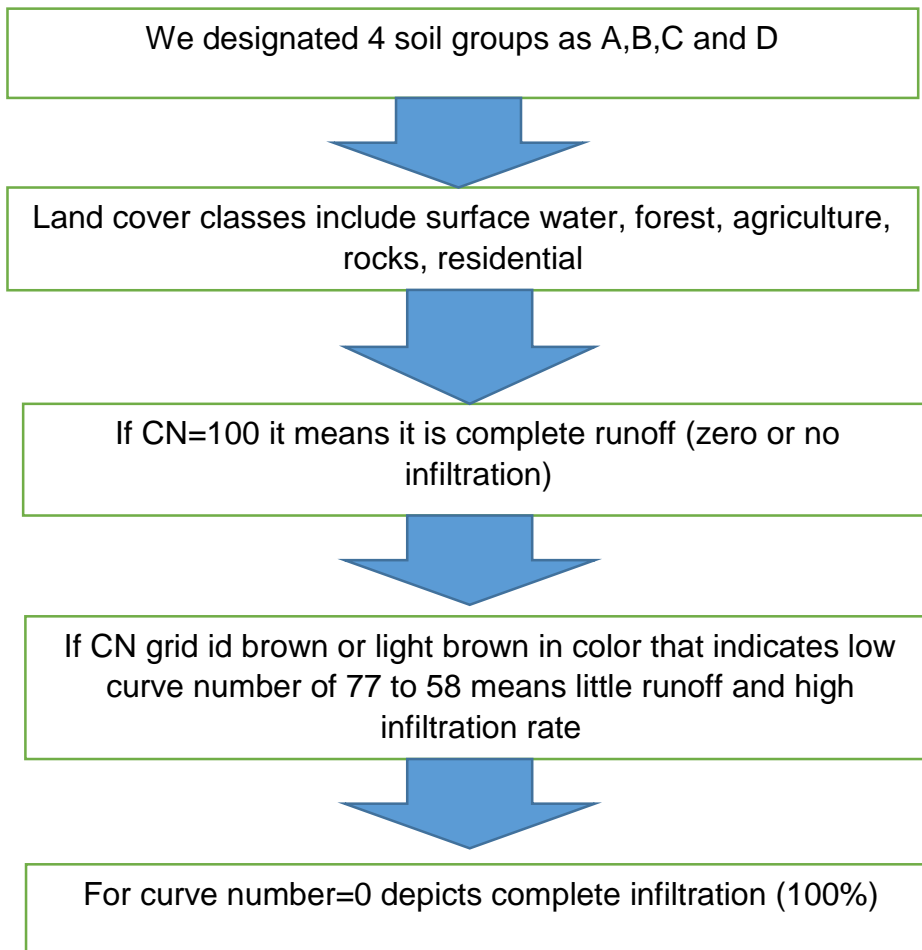 We designated 4 soil groups as A,B,C and D
Land cover classes include surface water, forest, agriculture,
rocks, residential
If CN=100 it means it is complete runoff (zero or no
infiltration)
If CN grid id brown or light brown in color that indicates low
curve number of 77 to 58 means little runoff and high
infiltration rate
For curve number=0 depicts complete infiltration (100%)